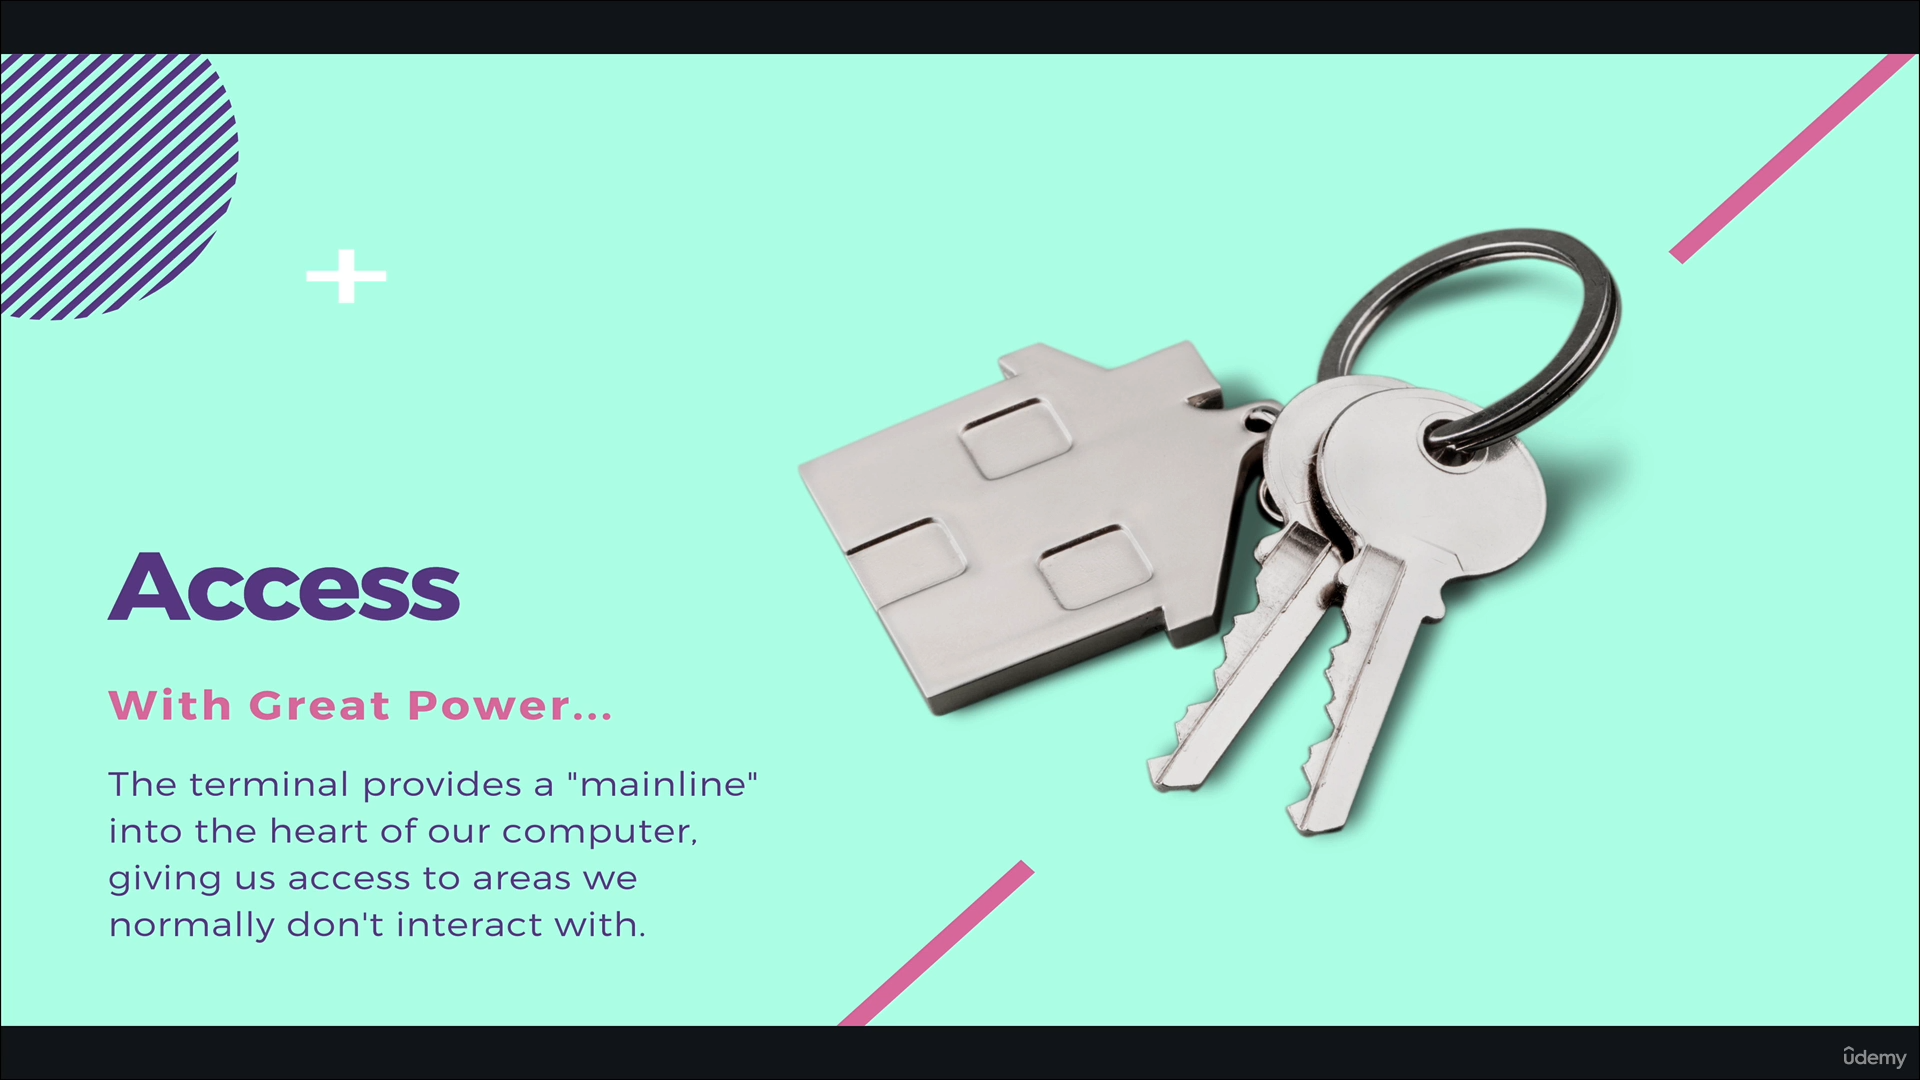 Access
With Great Power...
The terminal provides a "mainline"
into the heart of our computer,
giving us access to areas we
normally don't interact with.
ûdemy